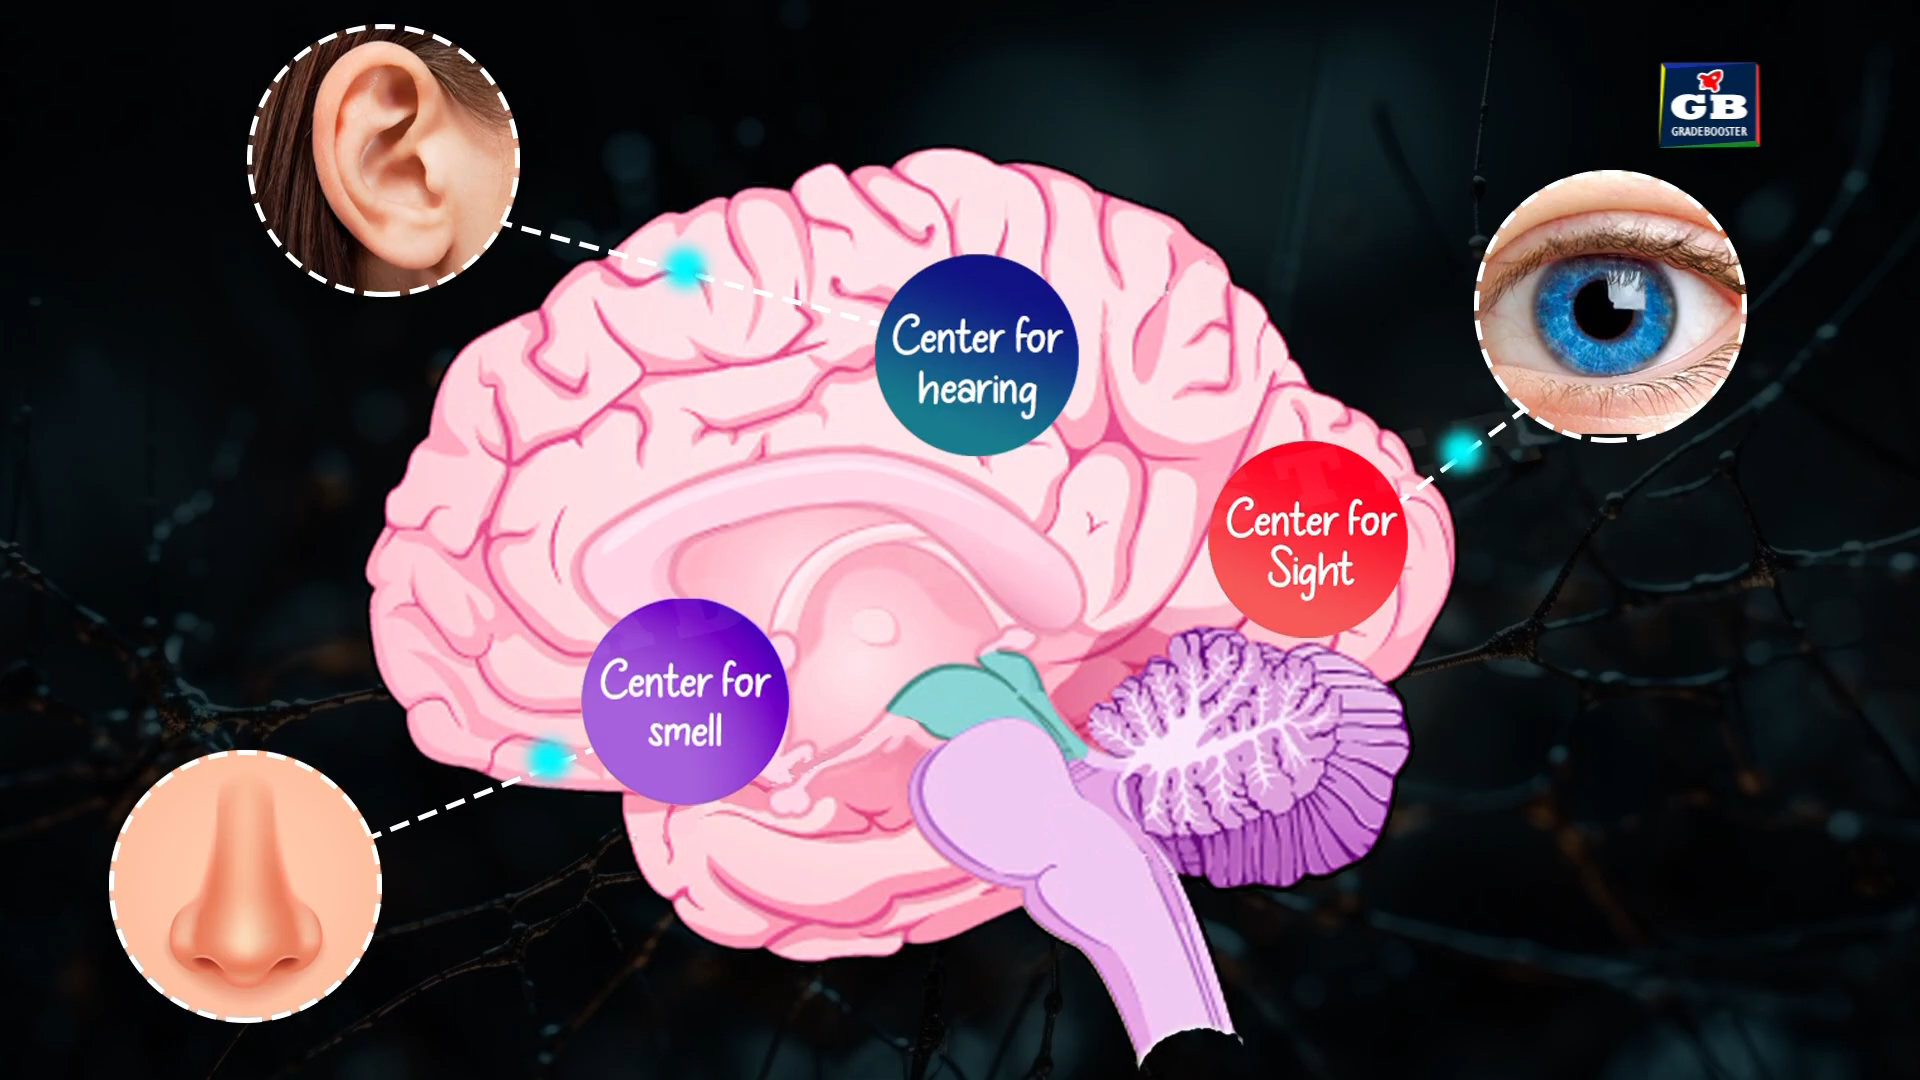 GB
GRADEBOOSTER
Center for
hearing
Center for
Sight
Center for
smell